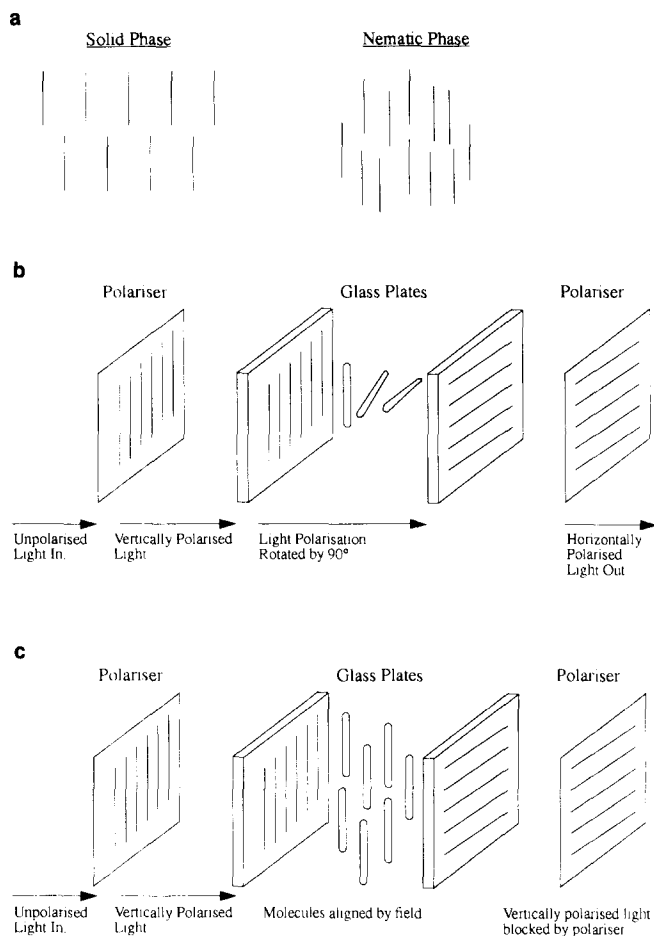 a
Solid Phase
Nematic Phase
b
Polariser
Glass Plates
Polariser
Unpolarised
Light In.
Vertically Polarised
Light
Light Polarisation
Rotated by 90°
Horizontally
Polarised
Light Out
c
Polariser
Glass Plates
Polariser
Unpolarised
Light In.
Vertically Polarised
Light
Molecules aligned by field
Vertically polarised light
blocked by polariser